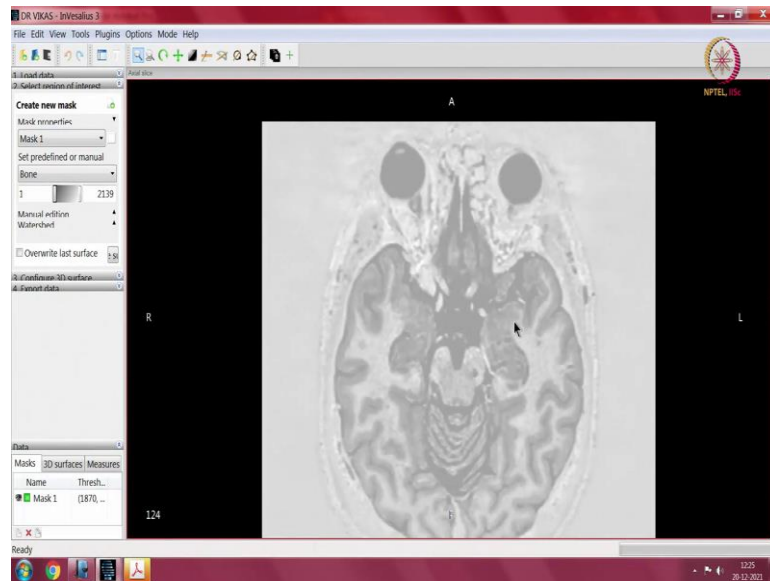 DR VIKAS - InVesalius 3
File Edit View Tools Plugins Options Mode Help
1. Load data
Axial slice
2. Select region of interest
NPTEL, IISc
Create new mask
A
Mask properties
Mask 1
Set predefined or manual
Bone
1 2139
Manual edition
Watershed
Overwrite last surface
3. Configure 3D surface
4. Export data
R
L
Data
Masks 3D surfaces Measures
Name Thresh...
Mask 1 (1870, ...
124
P
Ready
12:25
20-12-2021